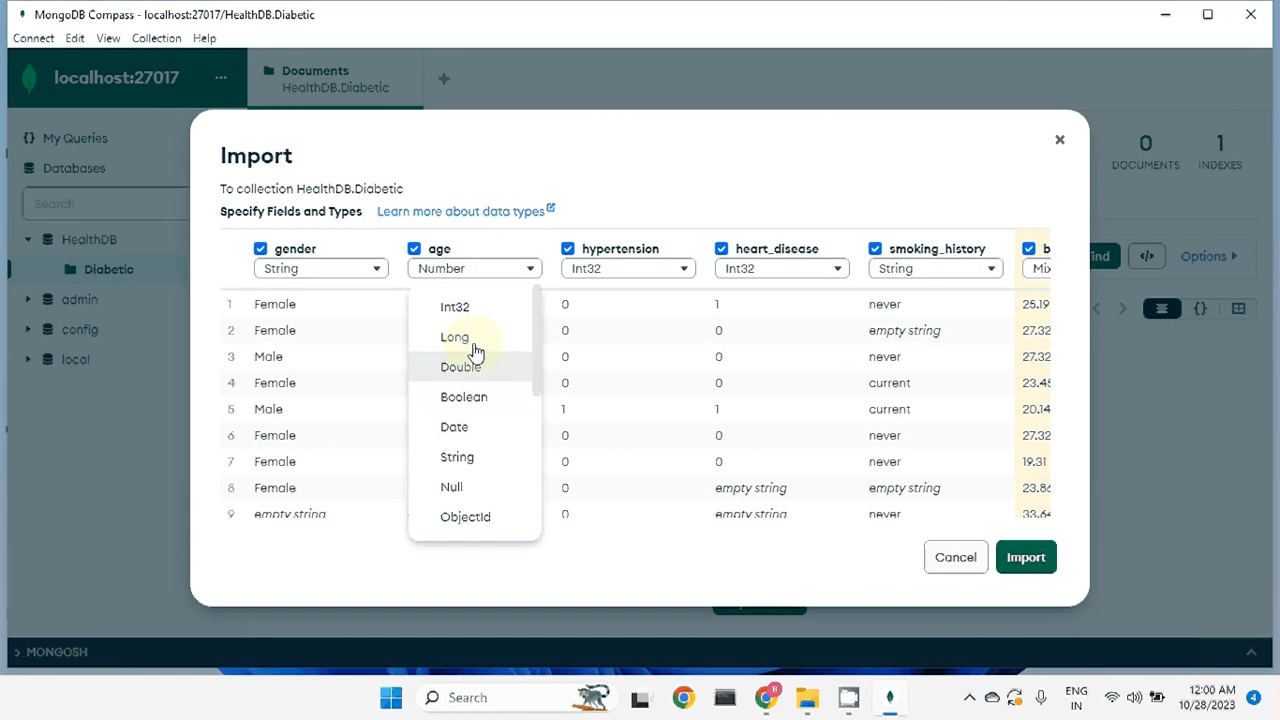 MongoDB Compass - localhost:27017/HealthDB.Diabetic
Connect Edit View Collection Help
localhost:27017 ...
Documents
HealthDB.Diabetic
My Queries
Databases
Search
HealthDB
Diabetic
admin
config
local
0 1
DOCUMENTS INDEXES
Options
Import
To collection HealthDB.Diabetic
Specify Fields and Types Learn more about data types
gender age hypertension heart_disease smoking_history b
String Number Int32 Int32 String Mix
1 Female 0 1 never 25.19
2 Female 0 0 empty string 27.32
3 Male 0 0 never 27.32
4 Female 0 0 current 23.45
5 Male 1 1 current 20.14
6 Female 0 0 never 27.32
7 Female 0 0 never 19.31
8 Female 0 empty string empty string 23.86
9 empty string 0 empty string never 33.64
Int32
Long
Double
Boolean
Date
String
Null
ObjectId
Cancel Import
>_MONGOSH
Search
ENG
IN
12:00 AM
10/28/2023
4